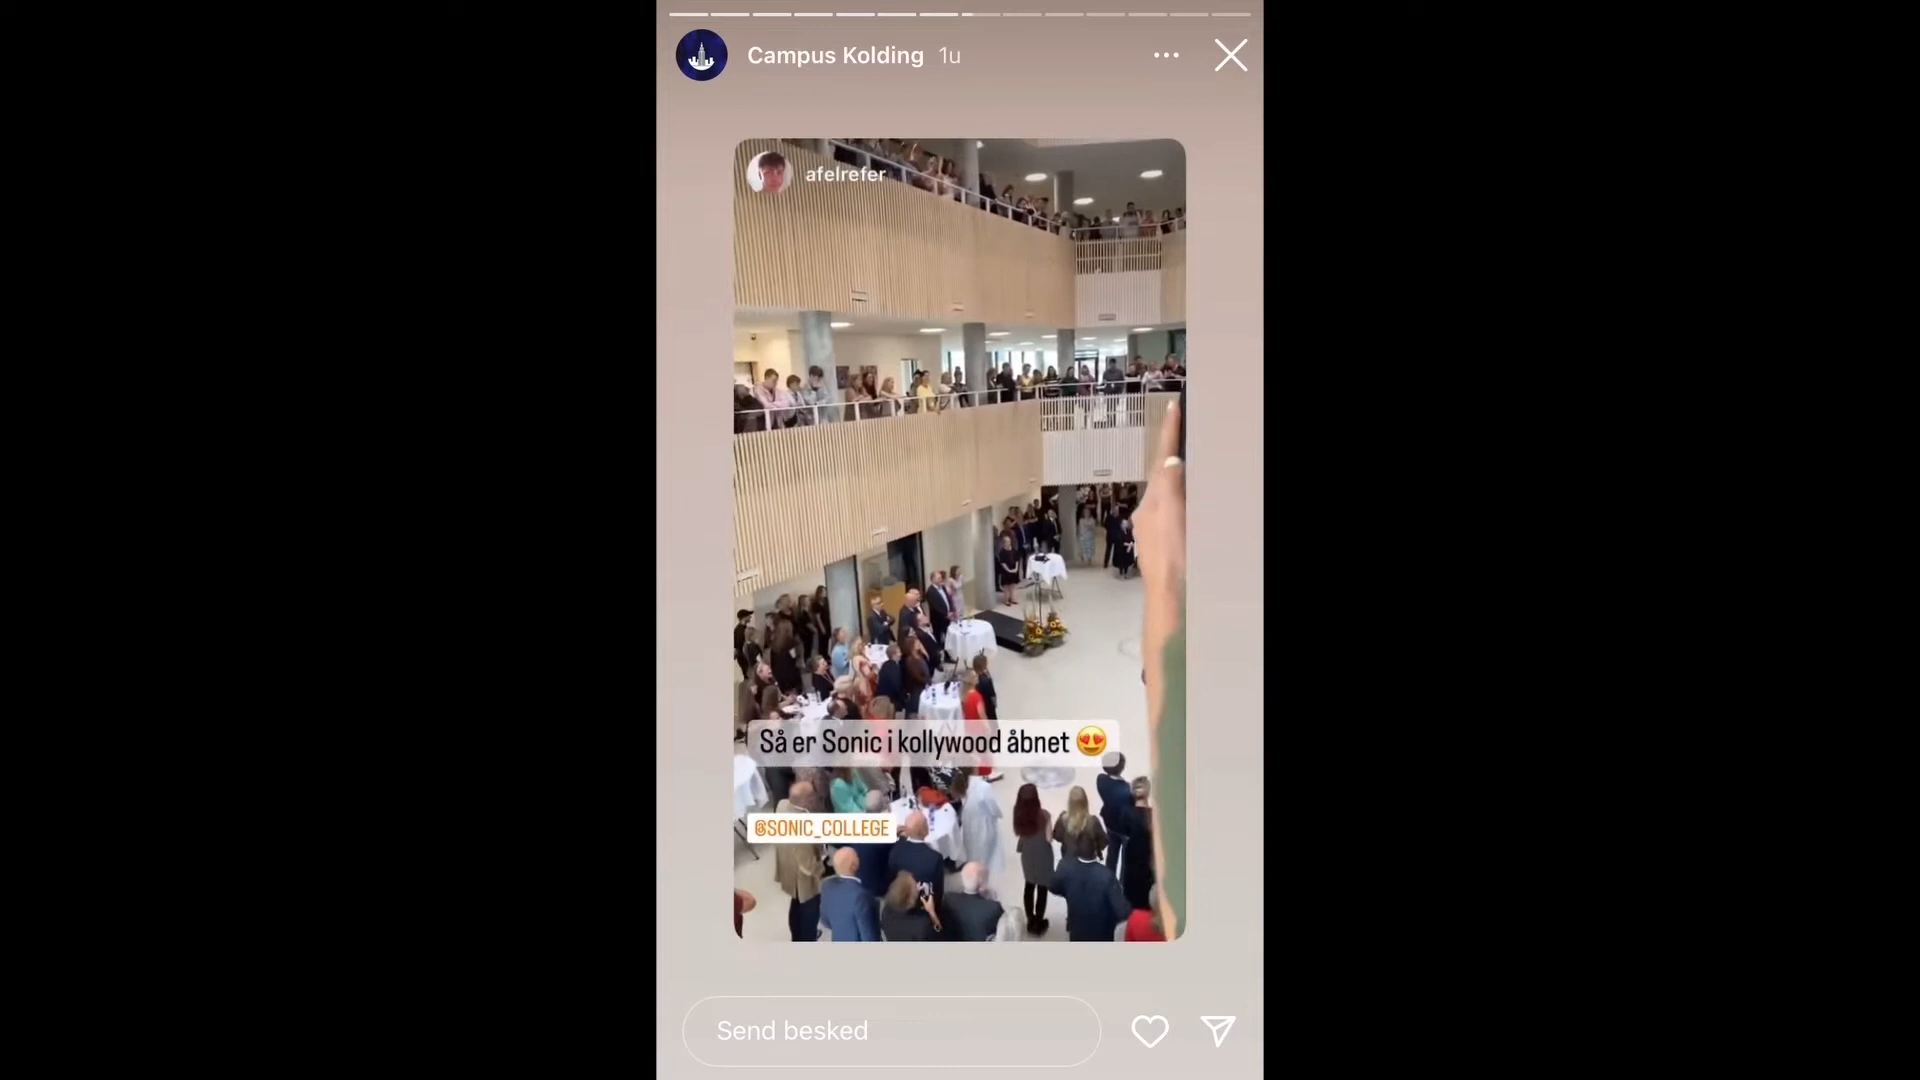 Campus Kolding 1u
afelrefer
Så er Sonic i kollywood åbnet 😍
@SONIC_COLLEGE
Send besked